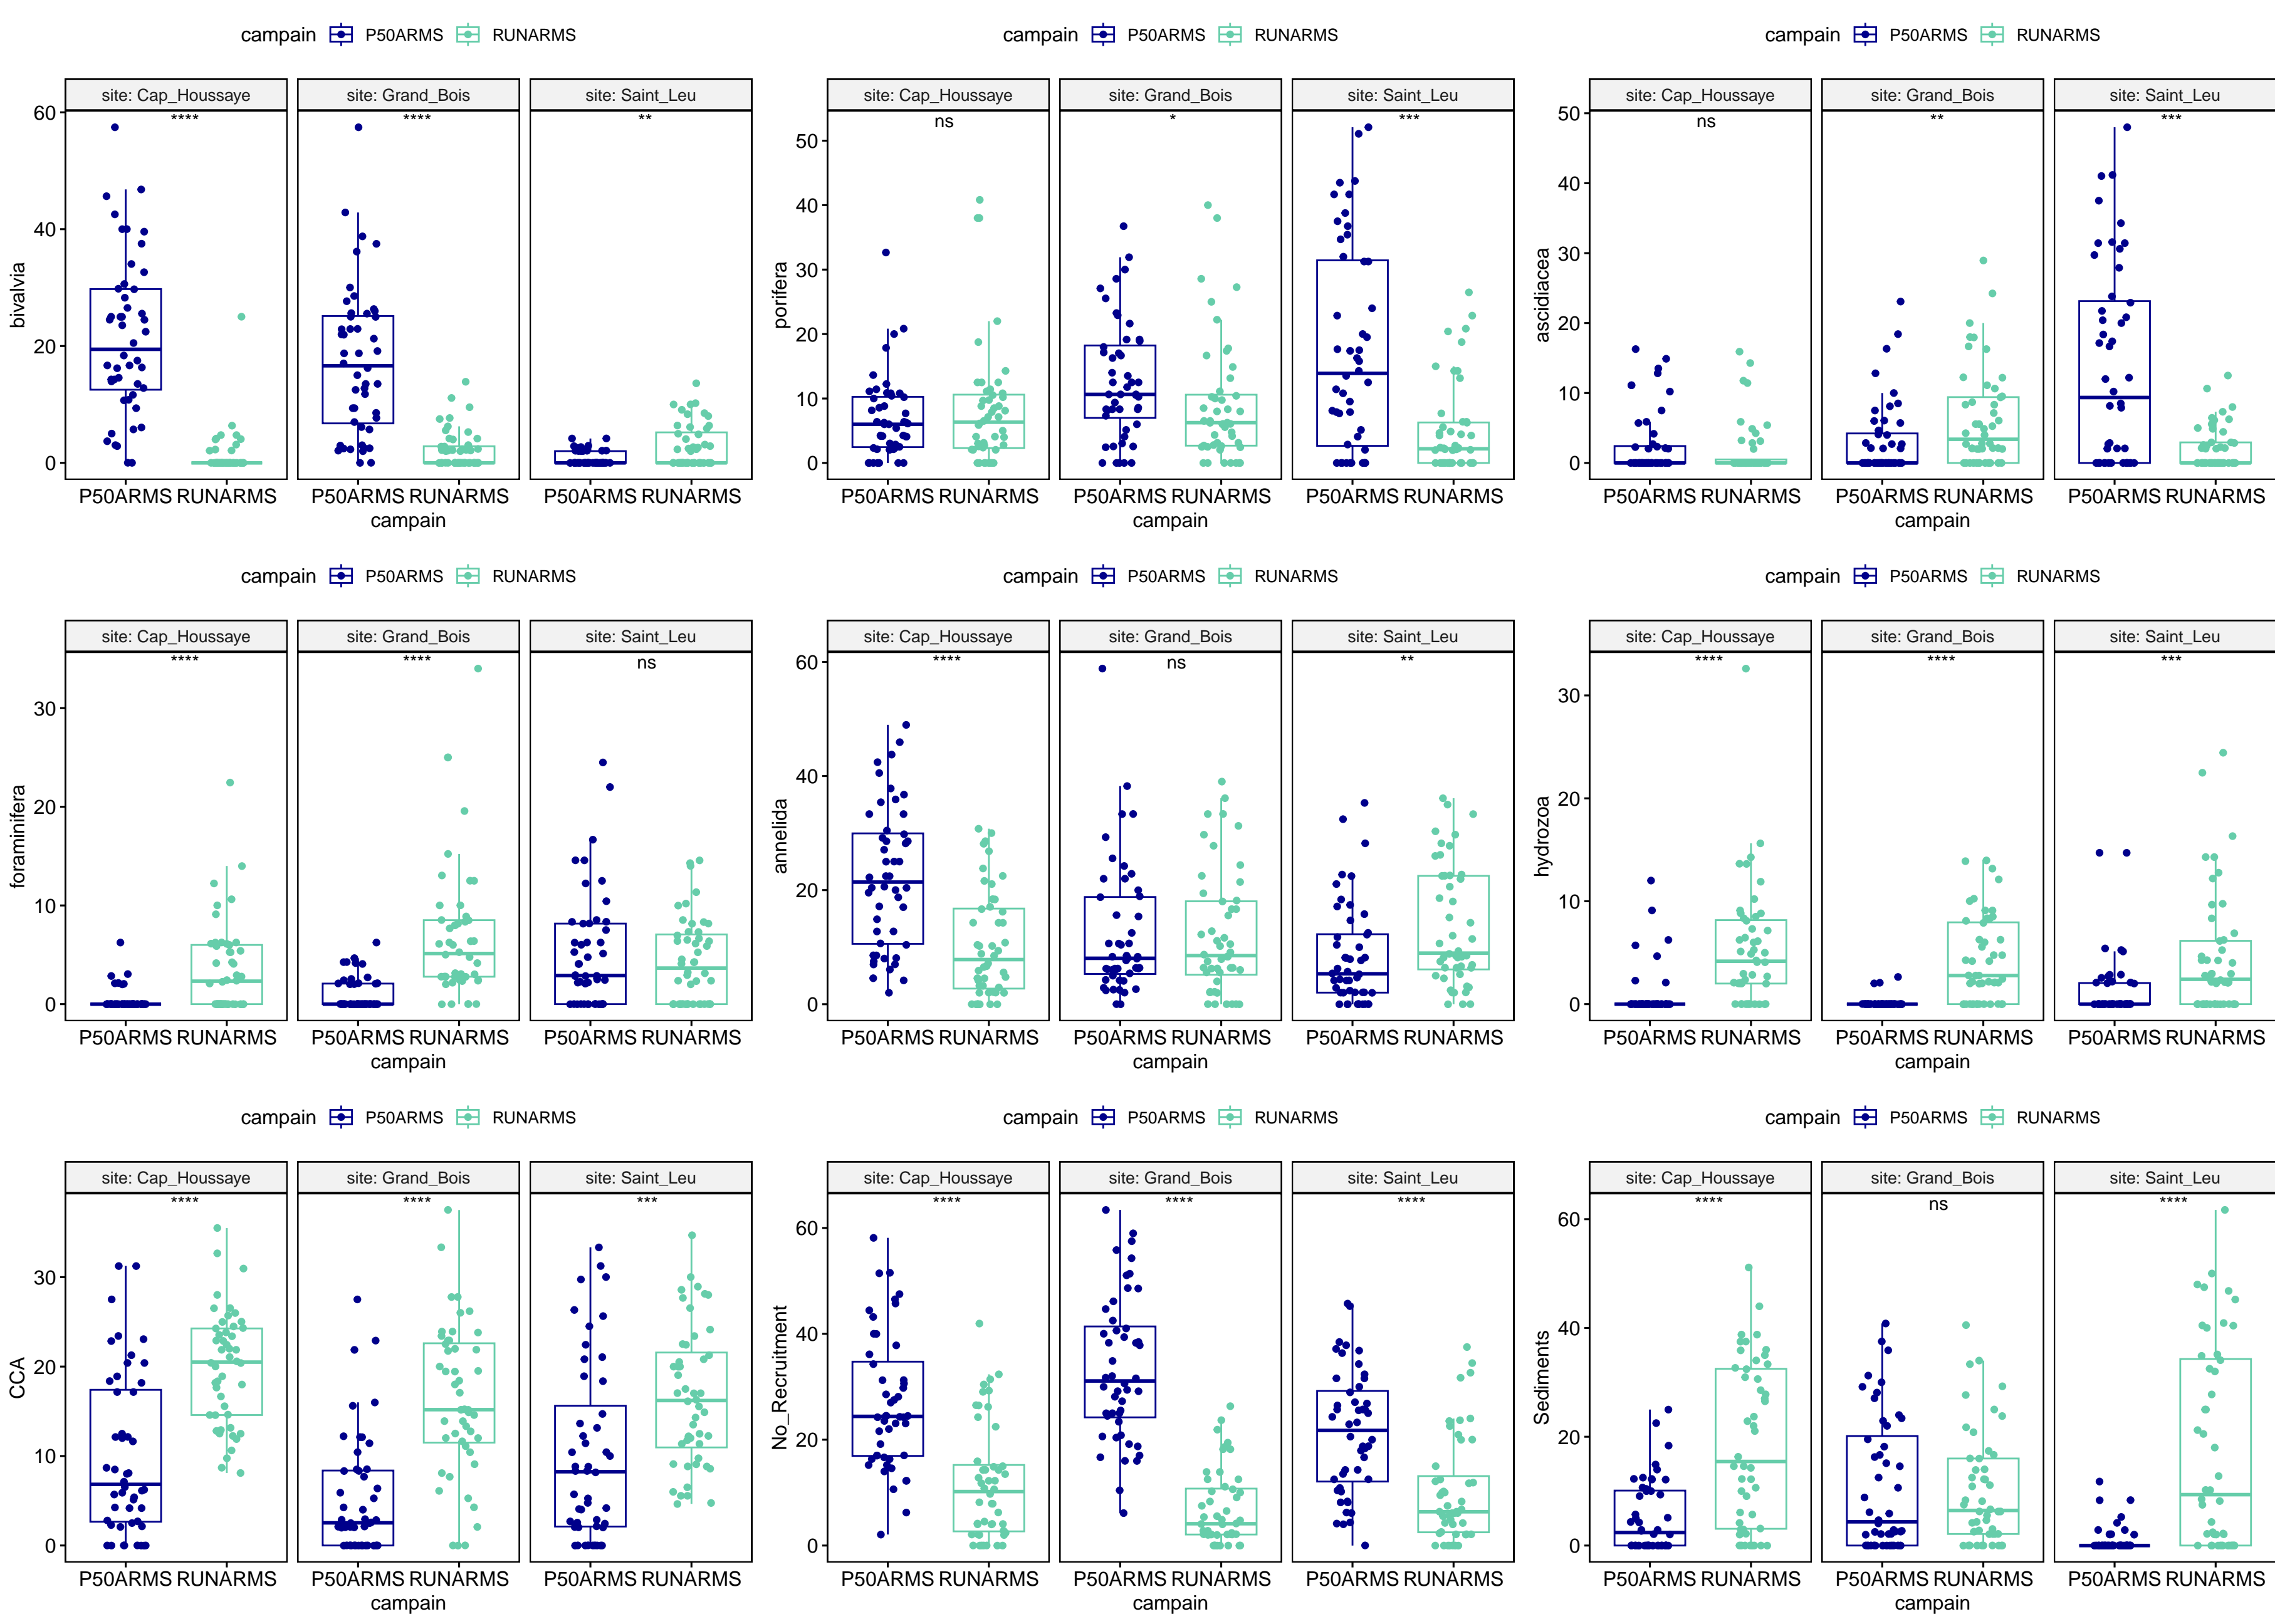 campain P50ARMS RUNARMS campain P50ARMS RUNARMS campain P50ARMS RUNARMS
site: Cap_Houssaye site: Grand_Bois site: Saint_Leu site: Cap_Houssaye site: Grand_Bois site: Saint_Leu site: Cap_Houssaye site: Grand_Bois site: Saint_Leu
**** **** ** ns * *** ns ** ***
bivalvia
60
40
20
0
porifera
50
40
30
20
10
0
ascidiacea
50
40
30
20
10
0
P50ARMS RUNARMS P50ARMS RUNARMS P50ARMS RUNARMS P50ARMS RUNARMS P50ARMS RUNARMS P50ARMS RUNARMS P50ARMS RUNARMS P50ARMS RUNARMS P50ARMS RUNARMS
campain campain campain
campain P50ARMS RUNARMS campain P50ARMS RUNARMS campain P50ARMS RUNARMS
site: Cap_Houssaye site: Grand_Bois site: Saint_Leu site: Cap_Houssaye site: Grand_Bois site: Saint_Leu site: Cap_Houssaye site: Grand_Bois site: Saint_Leu
**** **** ns **** ns ** **** **** ***
foraminifera
30
20
10
0
annelida
60
40
20
0
hydrozoa
30
20
10
0
P50ARMS RUNARMS P50ARMS RUNARMS P50ARMS RUNARMS P50ARMS RUNARMS P50ARMS RUNARMS P50ARMS RUNARMS P50ARMS RUNARMS P50ARMS RUNARMS P50ARMS RUNARMS
campain campain campain
campain P50ARMS RUNARMS campain P50ARMS RUNARMS campain P50ARMS RUNARMS
site: Cap_Houssaye site: Grand_Bois site: Saint_Leu site: Cap_Houssaye site: Grand_Bois site: Saint_Leu site: Cap_Houssaye site: Grand_Bois site: Saint_Leu
**** **** *** **** **** **** **** ns ****
CCA
30
20
10
0
No_Recruitment
60
40
20
0
Sediments
60
40
20
0
P50ARMS RUNARMS P50ARMS RUNARMS P50ARMS RUNARMS P50ARMS RUNARMS P50ARMS RUNARMS P50ARMS RUNARMS P50ARMS RUNARMS P50ARMS RUNARMS P50ARMS RUNARMS
campain campain campain